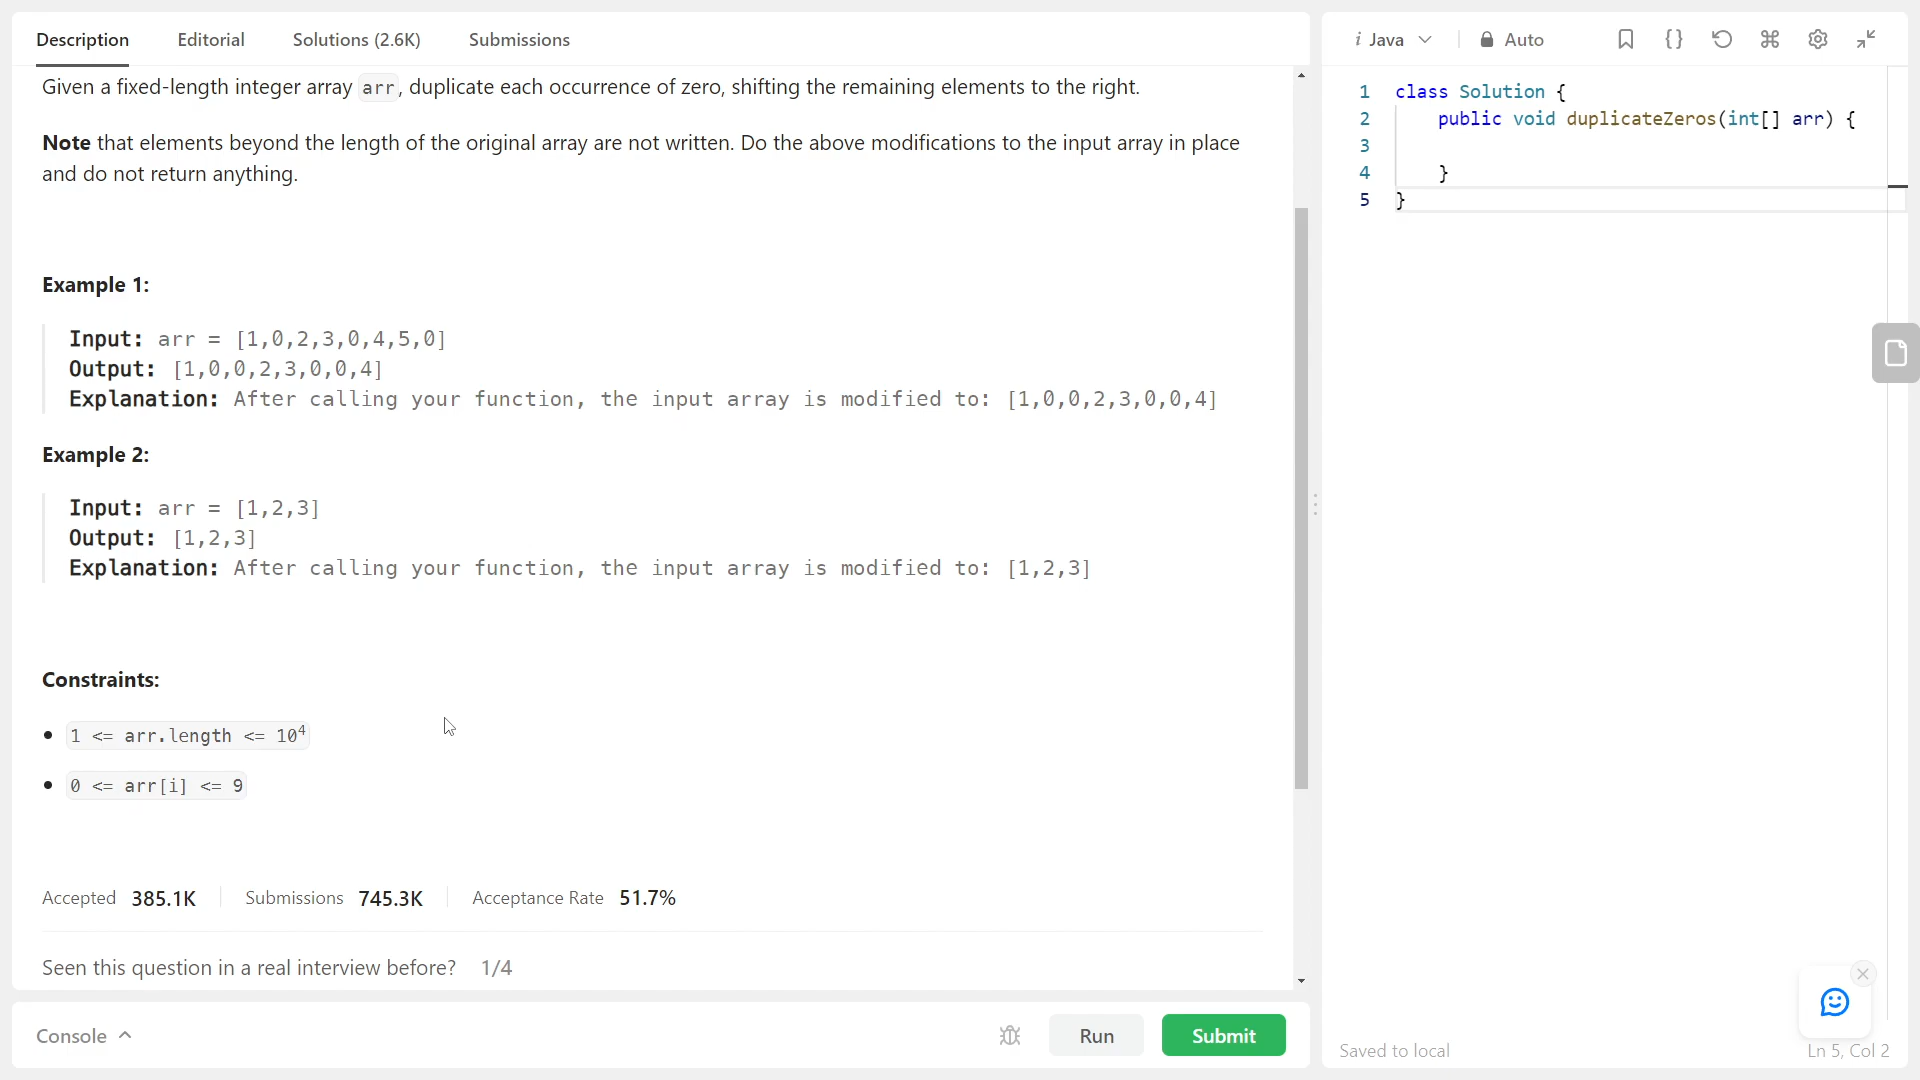 Description Editorial Solutions (2.6K) Submissions
Given a fixed-length integer array arr, duplicate each occurrence of zero, shifting the remaining elements to the right.
Note that elements beyond the length of the original array are not written. Do the above modifications to the input array in place
and do not return anything.
Example 1:
Input: arr = [1,0,2,3,0,4,5,0]
Output: [1,0,0,2,3,0,0,4]
Explanation: After calling your function, the input array is modified to: [1,0,0,2,3,0,0,4]
Example 2:
Input: arr = [1,2,3]
Output: [1,2,3]
Explanation: After calling your function, the input array is modified to: [1,2,3]
Constraints:
• 1 <= arr.length <= 10⁴
• 0 <= arr[i] <= 9
Accepted 385.1K Submissions 745.3K Acceptance Rate 51.7%
Seen this question in a real interview before? 1/4
Console Run Submit
i Java Auto {}
1 class Solution {
2     public void duplicateZeros(int[] arr) {
3
4     }
5 }
Saved to local Ln 5, Col 2